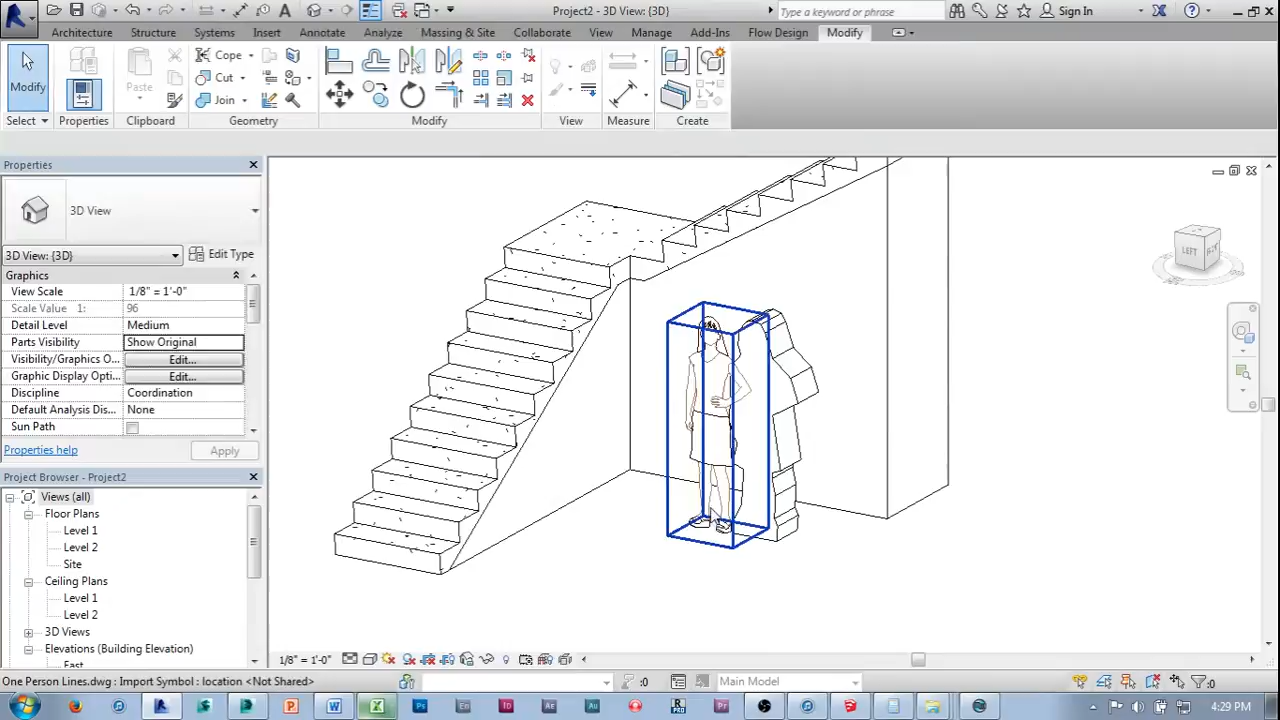 Project2 - 3D View: {3D}
Type a keyword or phrase
Sign In
Architecture Structure Systems Insert Annotate Analyze Massing & Site Collaborate View Manage Add-Ins Flow Design Modify
Modify
Cope
Cut
Join
Paste
Select Properties Clipboard Geometry Modify View Measure Create
Properties
3D View
3D View: {3D} Edit Type
Graphics
View Scale 1/8" = 1'-0"
Scale Value 1: 96
Detail Level Medium
Parts Visibility Show Original
Visibility/Graphics O... Edit...
Graphic Display Opti... Edit...
Discipline Coordination
Default Analysis Dis... None
Sun Path
Properties help Apply
Project Browser - Project2
Views (all)
Floor Plans
Level 1
Level 2
Site
Ceiling Plans
Level 1
Level 2
3D Views
Elevations (Building Elevation)
East
LEFT
1/8" = 1'-0"
One Person Lines.dwg : Import Symbol : location <Not Shared>
:0
Main Model
:0
4:29 PM